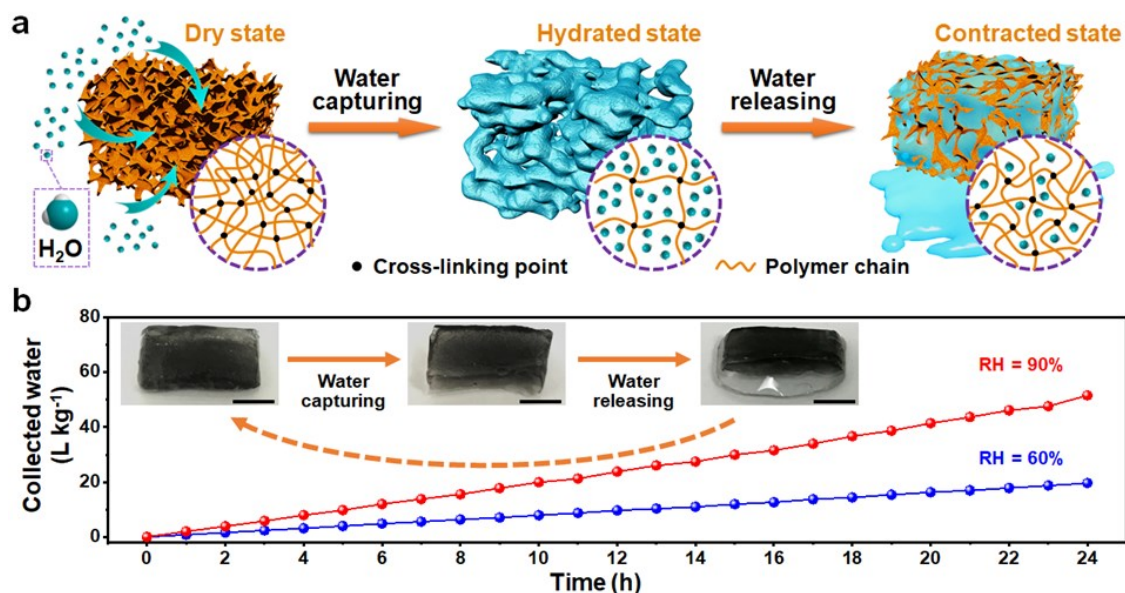 a
Dry state
Hydrated state
Contracted state
Water
capturing
Water
releasing
H₂O
Cross-linking point
Polymer chain
b
80
60
40
20
0
Collected water
(L kg⁻¹)
Water
capturing
Water
releasing
RH = 90%
RH = 60%
0 2 4 6 8 10 12 14 16 18 20 22 24
Time (h)